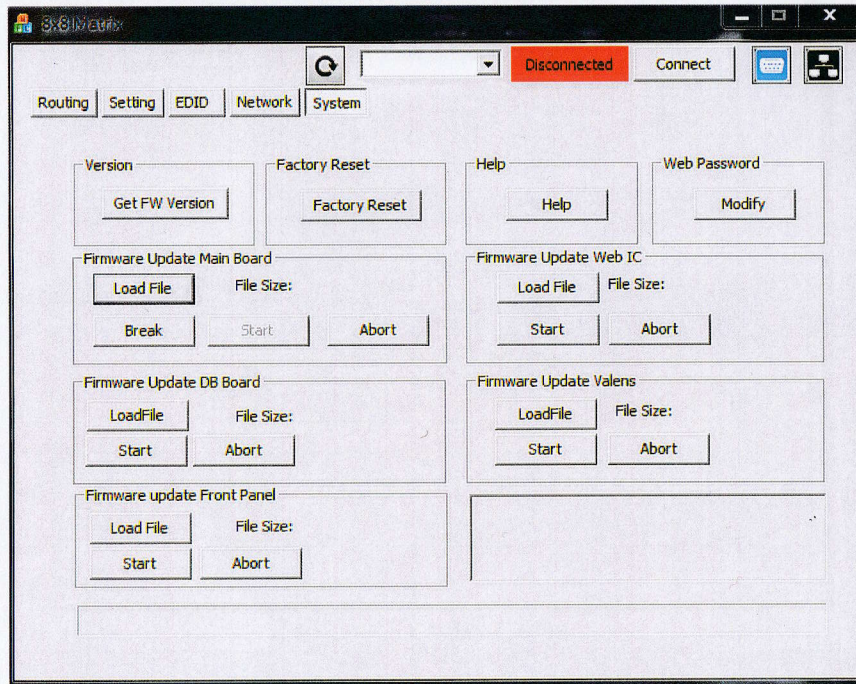 8x8 Matrix
Disconnected Connect
Routing Setting EDID Network System
Version Factory Reset Help Web Password
Get FW Version Factory Reset Help Modify
Firmware Update Main Board Firmware Update Web IC
Load File File Size: Load File File Size:
Break Start Abort Start Abort
Firmware Update DB Board Firmware Update Valens
LoadFile File Size: LoadFile File Size:
Start Abort Start Abort
Firmware update Front Panel
Load File File Size:
Start Abort